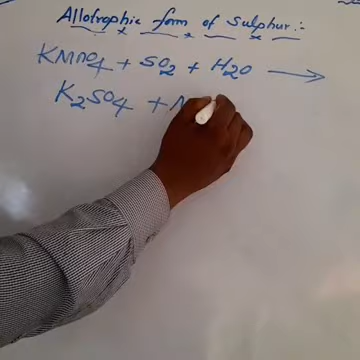 Allotrophic form of Sulphur:-
KMnO4 + SO2 + H2O ⟶
K2SO4 + M